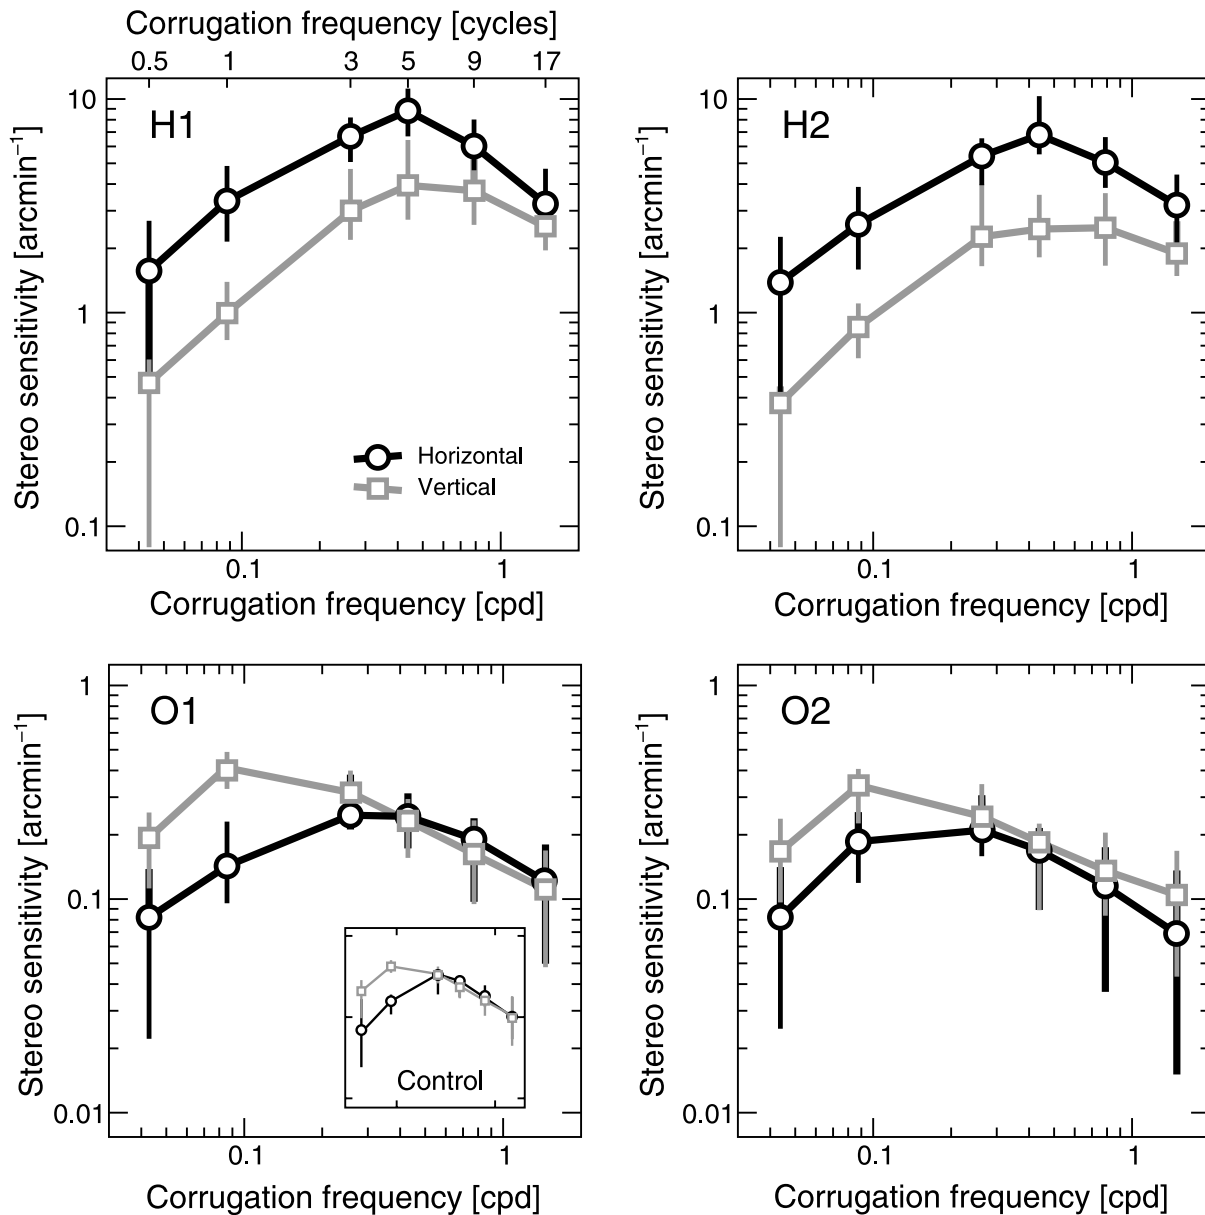 Corrugation frequency [cycles]
0.5 1 3 5 9 17
H1
10
1
0.1
Stereo sensitivity [arcmin⁻¹]
Horizontal
Vertical
0.1 1
Corrugation frequency [cpd]
H2
10
1
0.1
Stereo sensitivity [arcmin⁻¹]
0.1 1
Corrugation frequency [cpd]
O1
1
0.1
0.01
Stereo sensitivity [arcmin⁻¹]
Control
0.1 1
Corrugation frequency [cpd]
O2
1
0.1
0.01
Stereo sensitivity [arcmin⁻¹]
0.1 1
Corrugation frequency [cpd]